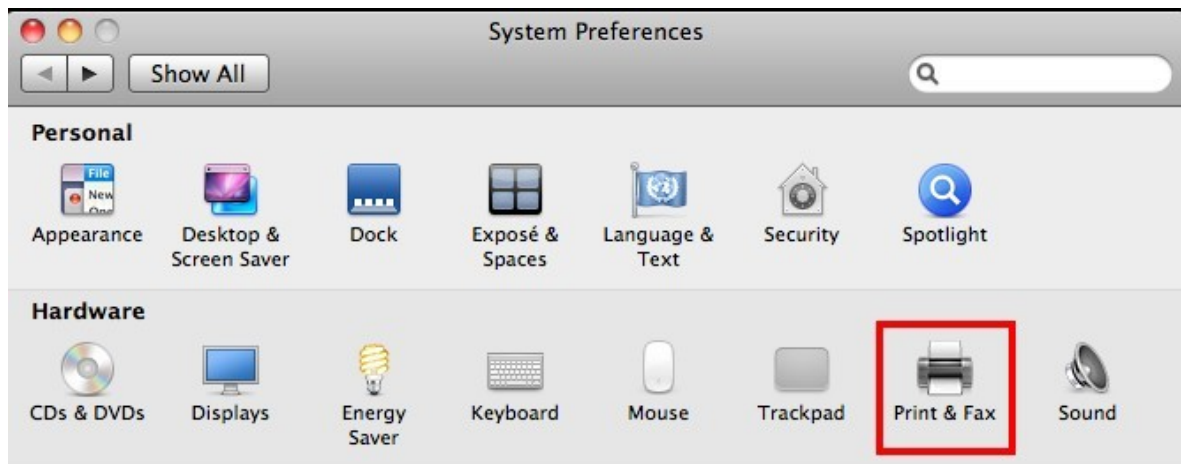 System Preferences
Show All
Personal
File
New
Appearance
Desktop &
Screen Saver
Dock
Exposé &
Spaces
Language &
Text
Security
Spotlight
Hardware
CDs & DVDs
Displays
Energy
Saver
Keyboard
Mouse
Trackpad
Print & Fax
Sound